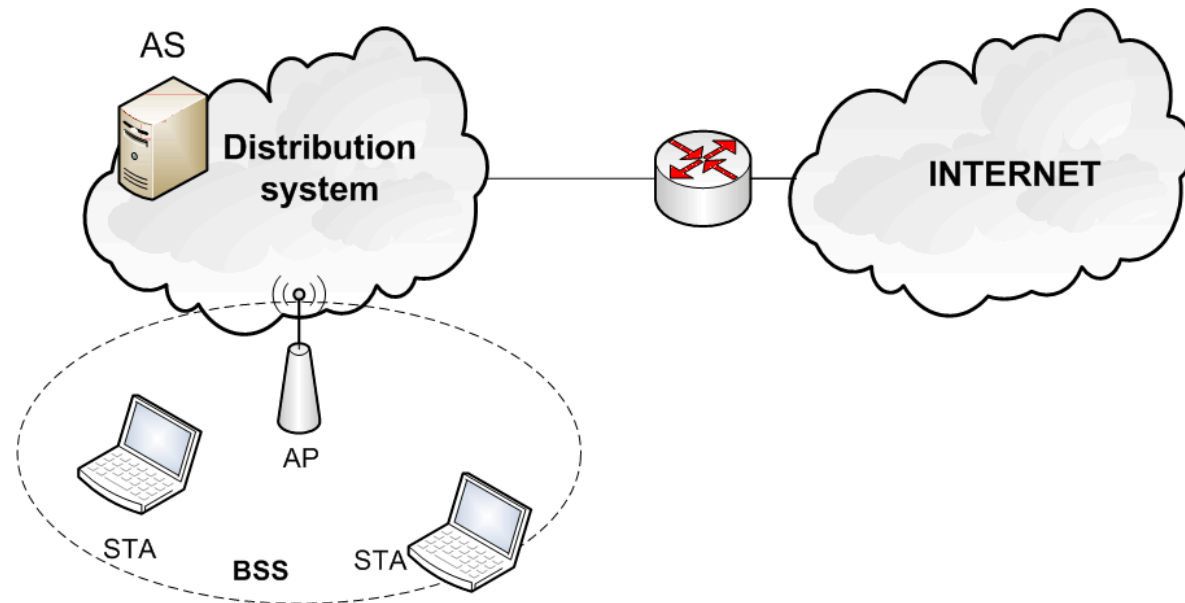 AS
Distribution
system
INTERNET
AP
STA
BSS
STA